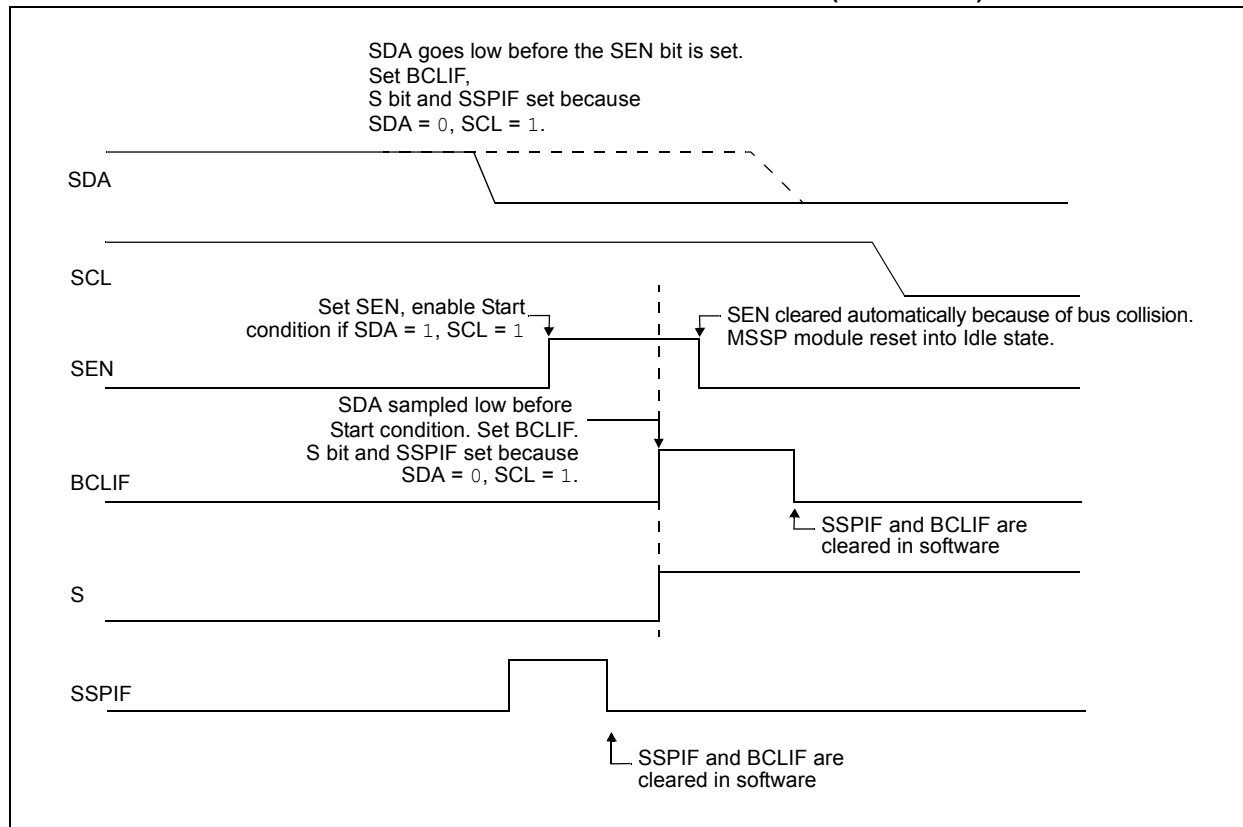 SDA goes low before the SEN bit is set.
Set BCLIF,
S bit and SSPIF set because
SDA = 0, SCL = 1.
SDA
SCL
Set SEN, enable Start
condition if SDA = 1, SCL = 1
SEN cleared automatically because of bus collision.
MSSP module reset into Idle state.
SEN
SDA sampled low before
Start condition. Set BCLIF.
S bit and SSPIF set because
SDA = 0, SCL = 1.
BCLIF
SSPIF and BCLIF are
cleared in software
S
SSPIF
SSPIF and BCLIF are
cleared in software